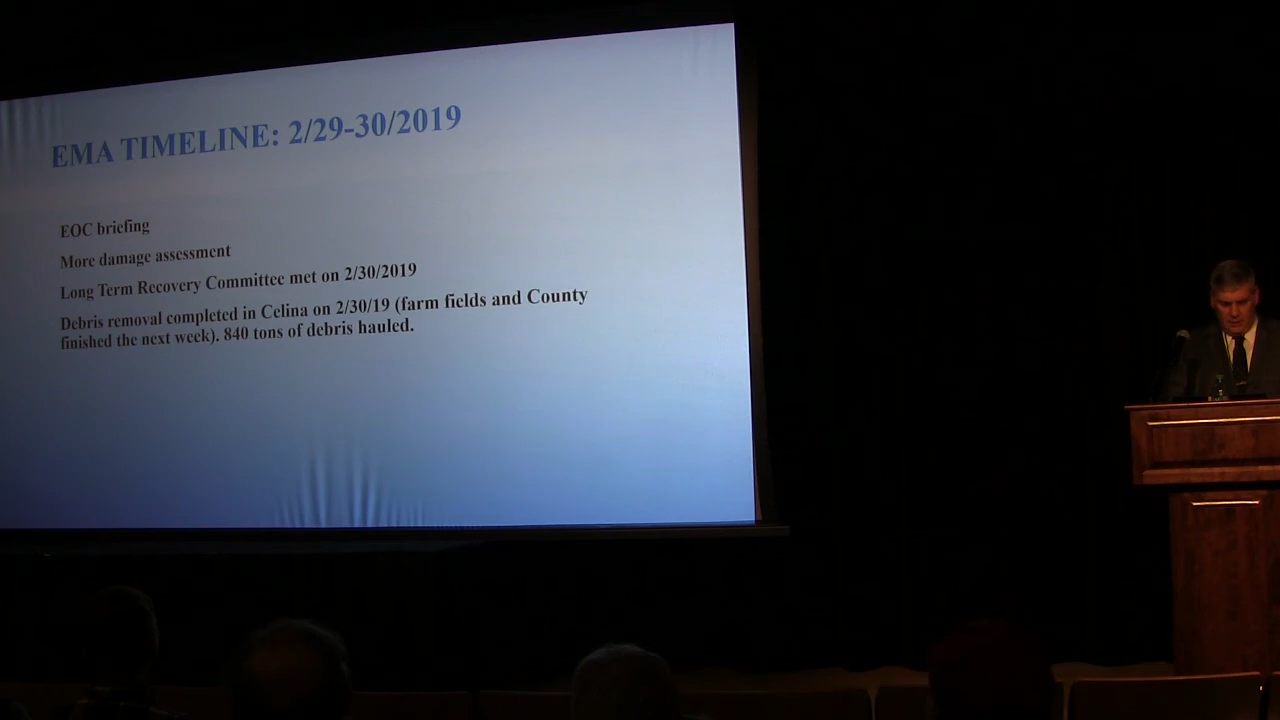 EMA TIMELINE: 2/29-30/2019
EOC briefing
More damage assessment
Long Term Recovery Committee met on 2/30/2019
Debris removal completed in Celina on 2/30/19 (farm fields and County
finished the next week). 840 tons of debris hauled.